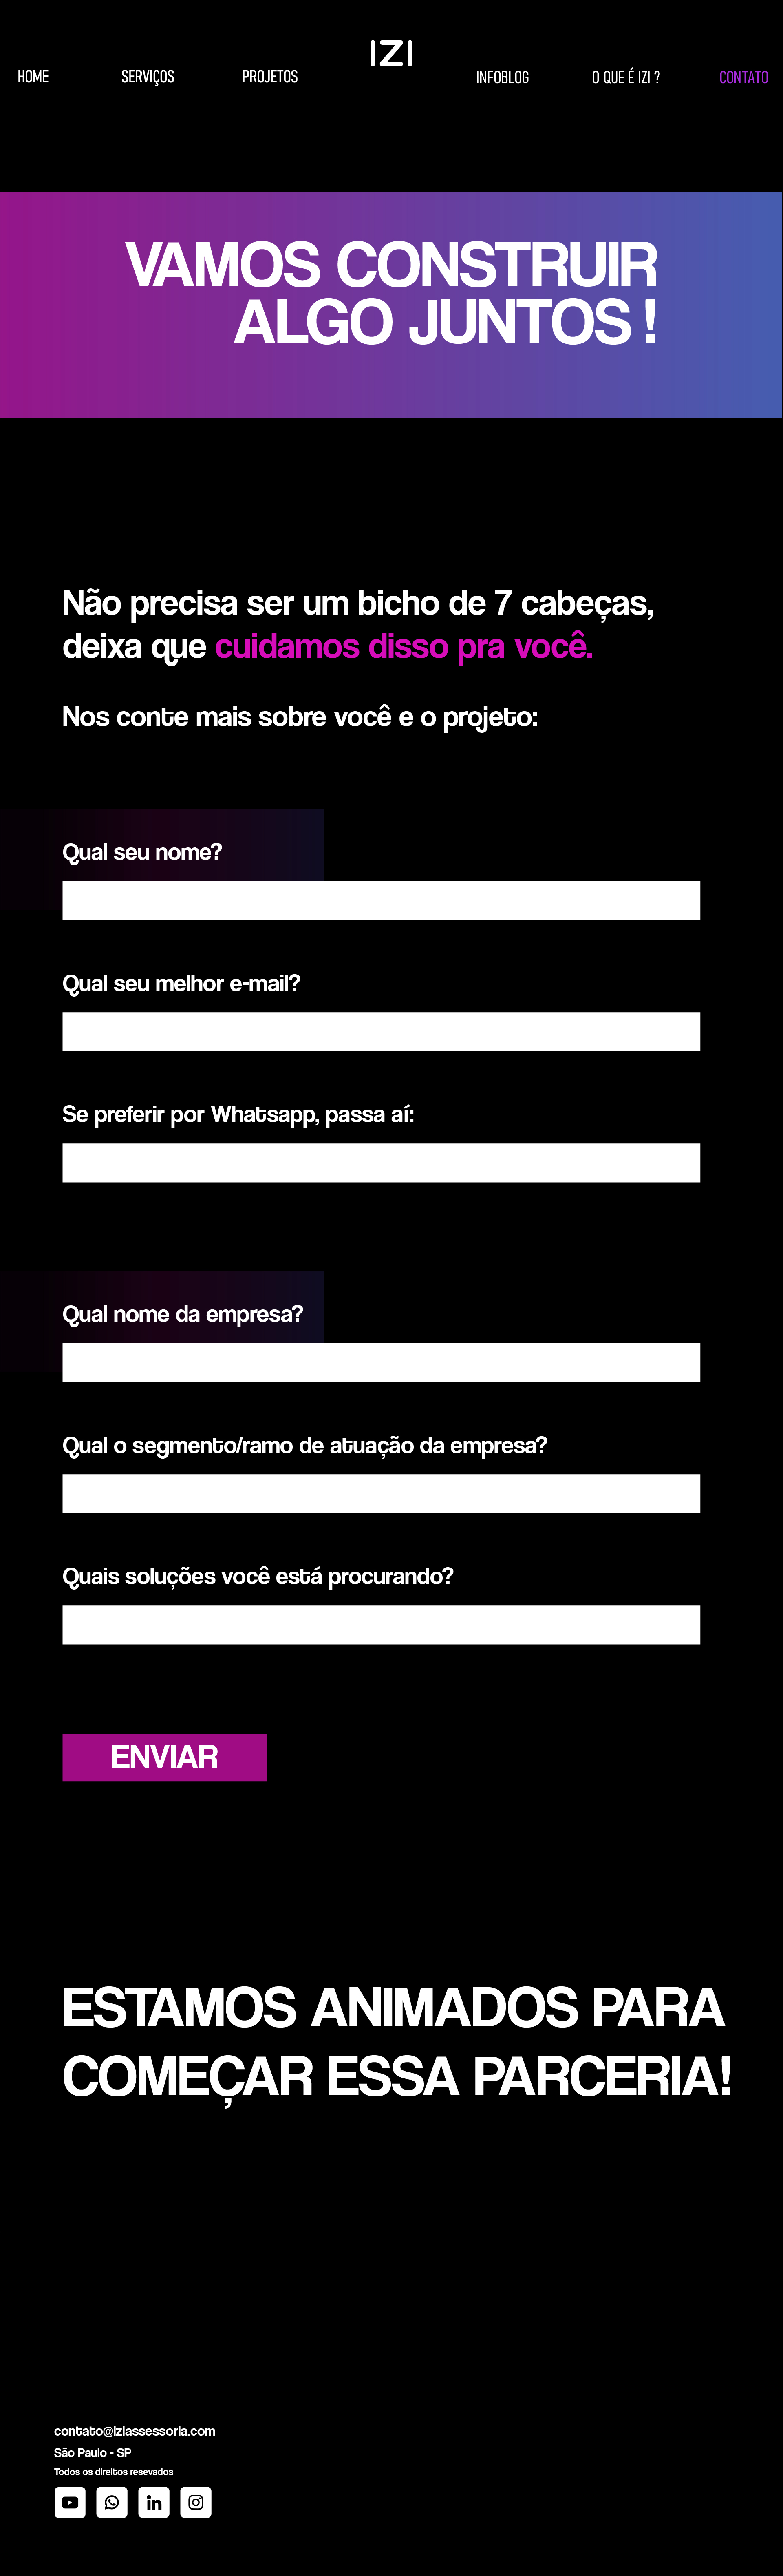 IZI
HOME SERVIÇOS PROJETOS INFOBLOG O QUE É IZI ? CONTATO
VAMOS CONSTRUIR
ALGO JUNTOS !
Não precisa ser um bicho de 7 cabeças,
deixa que cuidamos disso pra você.
Nos conte mais sobre você e o projeto:
Qual seu nome?
Qual seu melhor e-mail?
Se preferir por Whatsapp, passa aí:
Qual nome da empresa?
Qual o segmento/ramo de atuação da empresa?
Quais soluções você está procurando?
ENVIAR
ESTAMOS ANIMADOS PARA
COMEÇAR ESSA PARCERIA!
contato@iziassessoria.com
São Paulo - SP
Todos os direitos resevados
in